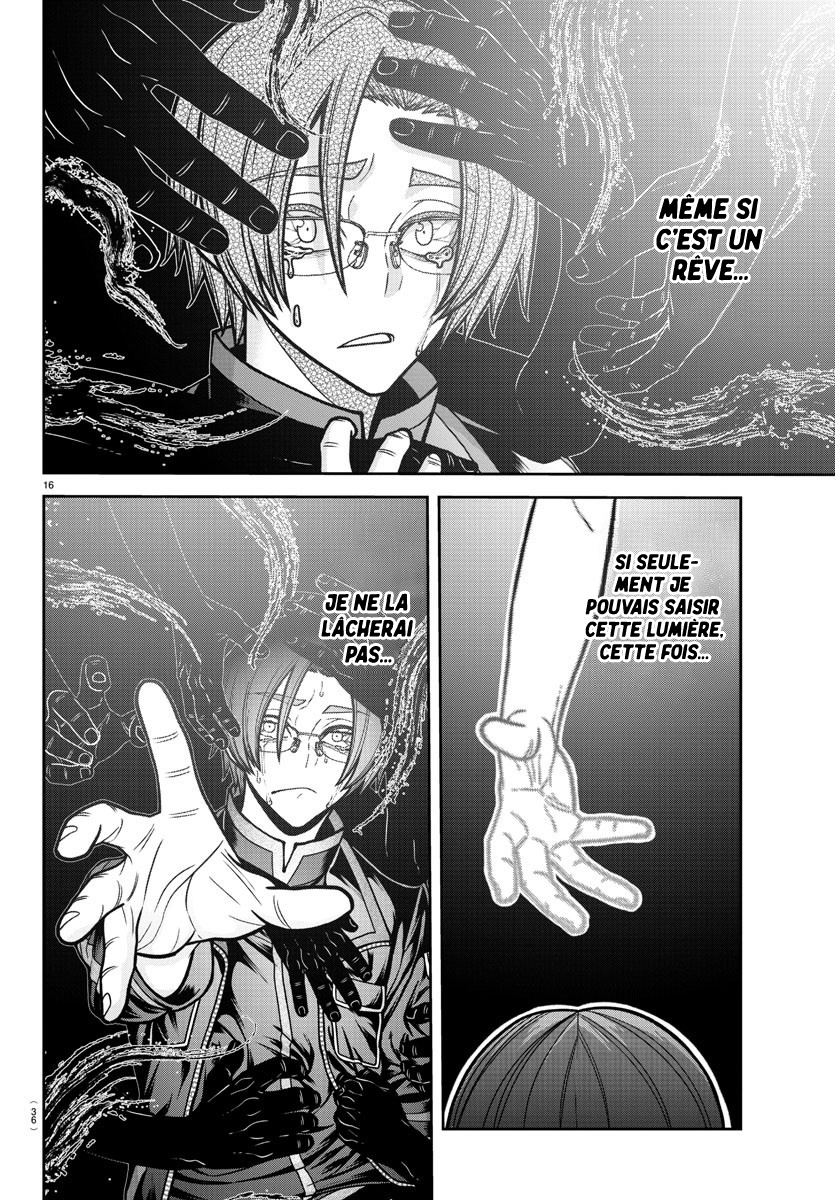 MÊME SI
C'EST UN
RÊVE...
16
SI SEULE-
MENT JE
POUVAIS SAISIR
CETTE LUMIÈRE,
CETTE FOIS...
JE NE LA
LÂCHERAI
PAS...
(36)